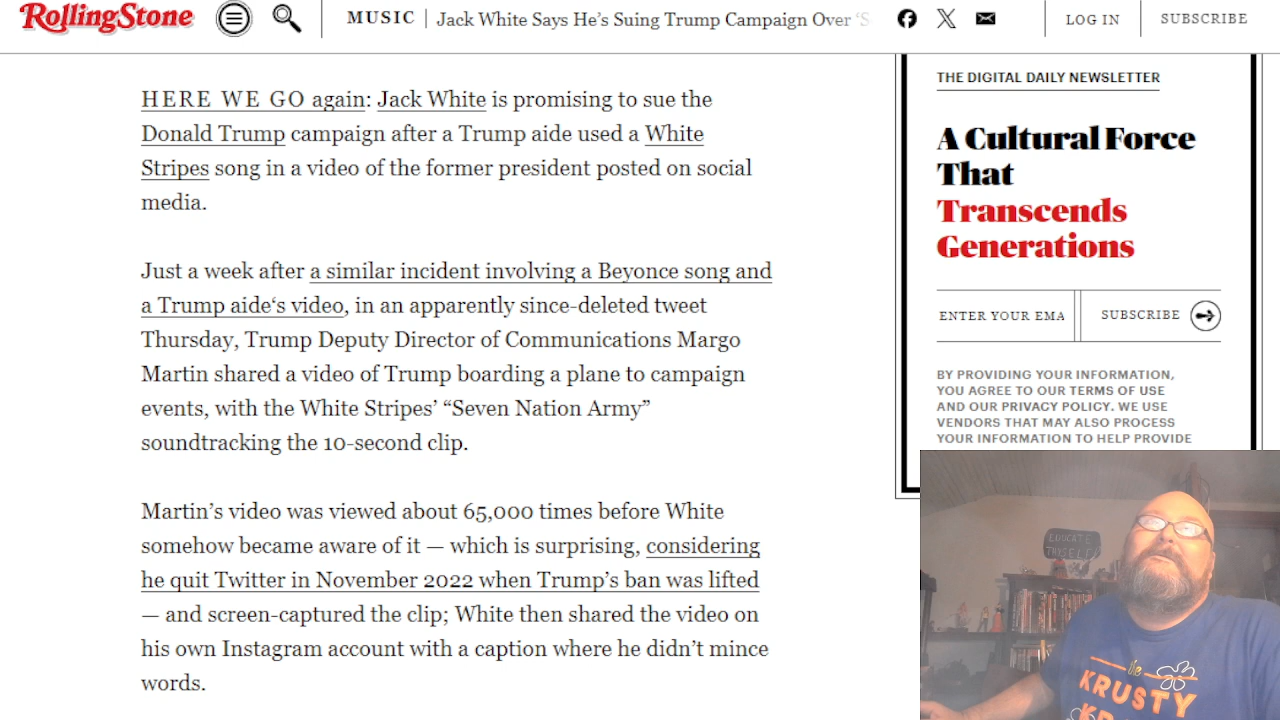 RollingStone
MUSIC
Jack White Says He's Suing Trump Campaign Over 'S
LOG IN
SUBSCRIBE
HERE WE GO again: Jack White is promising to sue the
Donald Trump campaign after a Trump aide used a White
Stripes song in a video of the former president posted on social
media.
Just a week after a similar incident involving a Beyonce song and
a Trump aide‘s video, in an apparently since-deleted tweet
Thursday, Trump Deputy Director of Communications Margo
Martin shared a video of Trump boarding a plane to campaign
events, with the White Stripes’ “Seven Nation Army”
soundtracking the 10-second clip.
Martin’s video was viewed about 65,000 times before White
somehow became aware of it — which is surprising, considering
he quit Twitter in November 2022 when Trump’s ban was lifted
— and screen-captured the clip; White then shared the video on
his own Instagram account with a caption where he didn’t mince
words.
THE DIGITAL DAILY NEWSLETTER
A Cultural Force
That
Transcends
Generations
ENTER YOUR EMA
SUBSCRIBE
BY PROVIDING YOUR INFORMATION,
YOU AGREE TO OUR TERMS OF USE
AND OUR PRIVACY POLICY. WE USE
VENDORS THAT MAY ALSO PROCESS
YOUR INFORMATION TO HELP PROVIDE
EDUCATE
THYSELF!
the
KRUSTY